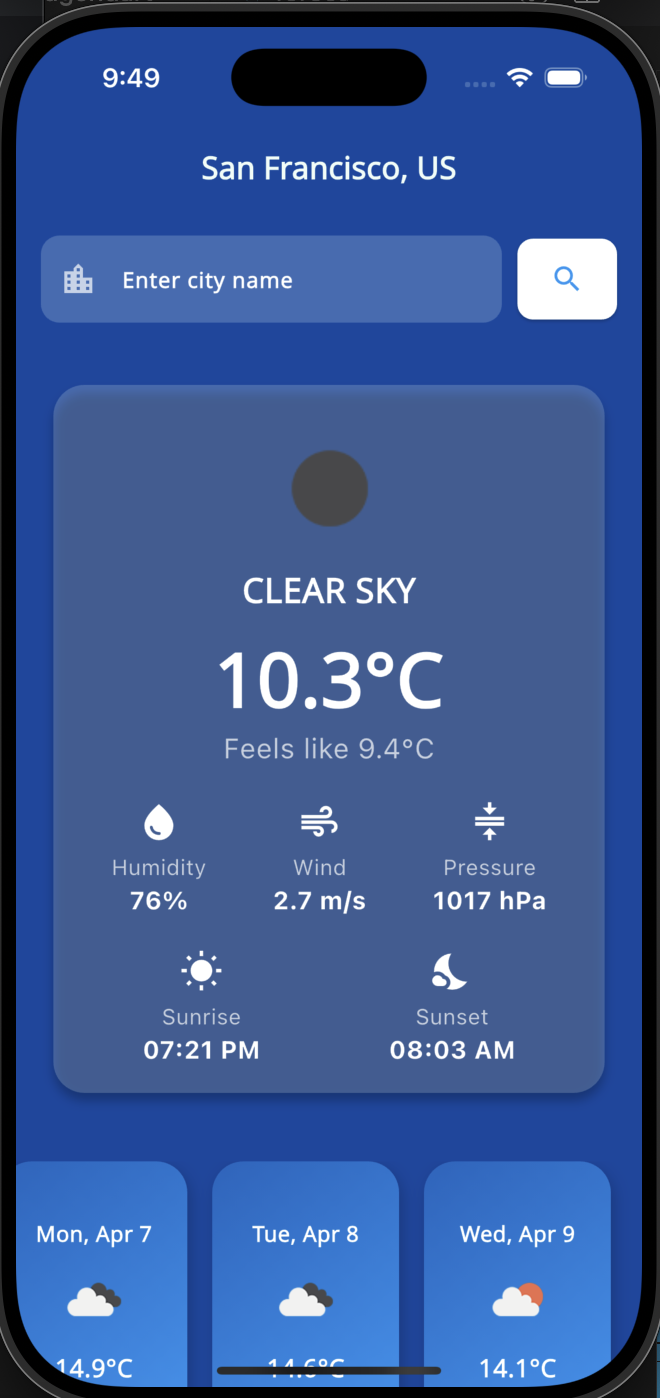 9:49
San Francisco, US
Enter city name
CLEAR SKY
10.3°C
Feels like 9.4°C
Humidity Wind Pressure
76% 2.7 m/s 1017 hPa
Sunrise Sunset
07:21 PM 08:03 AM
Mon, Apr 7 Tue, Apr 8 Wed, Apr 9
14.9°C 14.6°C 14.1°C